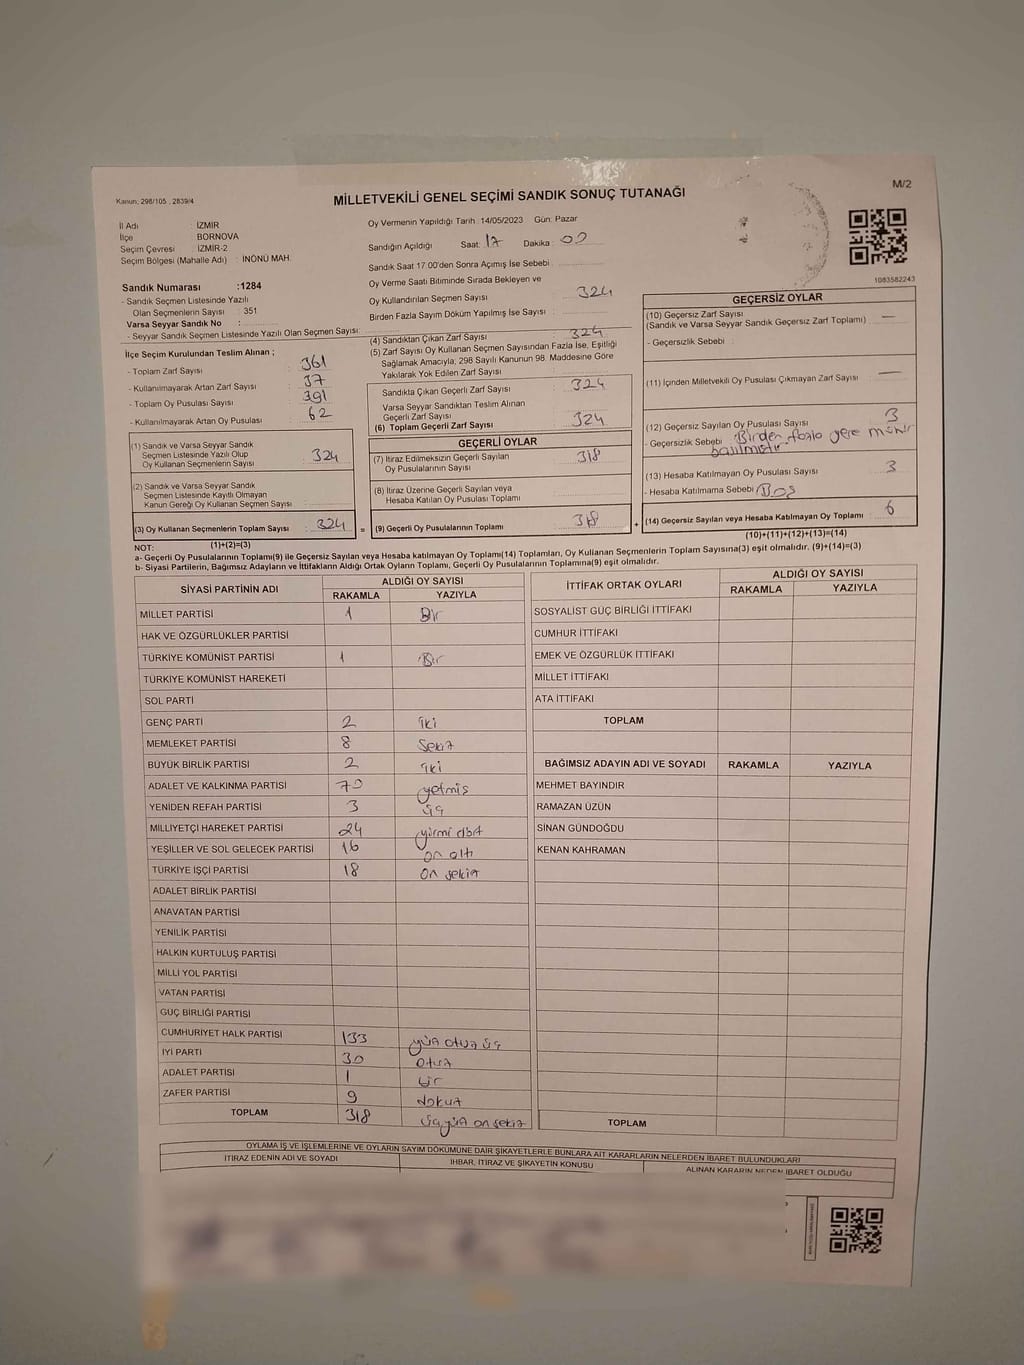 Kanun; 298/105 , 2839/4
MİLLETVEKİLİ GENEL SEÇİMİ SANDIK SONUÇ TUTANAĞI
M/2
İl Adı : İZMİR
İlçe : BORNOVA
Seçim Çevresi : İZMİR-2
Seçim Bölgesi (Mahalle Adı) : İNÖNÜ MAH.
Oy Vermenin Yapıldığı Tarih :14/05/2023 Gün: Pazar
Sandığın Açıldığı Saat: 17 Dakika : 00
Sandık Saat 17:00'den Sonra Açılmış İse Sebebi :
Oy Verme Saati Bitiminde Sırada Bekleyen ve
Oy Kullandırılan Seçmen Sayısı : 324
Birden Fazla Sayım Döküm Yapılmış İse Sayısı :
1083582243
Sandık Numarası :1284
- Sandık Seçmen Listesinde Yazılı
Olan Seçmenlerin Sayısı : 351
Varsa Seyyar Sandık No :
- Seyyar Sandık Seçmen Listesinde Yazılı Olan Seçmen Sayısı:
İlçe Seçim Kurulundan Teslim Alınan ;
- Toplam Zarf Sayısı : 361
- Kullanılmayarak Artan Zarf Sayısı : 37
- Toplam Oy Pusulası Sayısı : 391
- Kullanılmayarak Artan Oy Pusulası : 62
(1) Sandık ve Varsa Seyyar Sandık
Seçmen Listesinde Yazılı Olup
Oy Kullanan Seçmenlerin Sayısı : 324
(2) Sandık ve Varsa Seyyar Sandık
Seçmen Listesinde Kayıtlı Olmayan
Kanun Gereği Oy Kullanan Seçmen Sayısı :
(3) Oy Kullanan Seçmenlerin Toplam Sayısı : 324
(1)+(2)=(3)
(4) Sandıktan Çıkan Zarf Sayısı : 324
(5) Zarf Sayısı Oy Kullanan Seçmen Sayısından Fazla İse, Eşitliği
Sağlamak Amacıyla; 298 Sayılı Kanunun 98. Maddesine Göre
Yakılarak Yok Edilen Zarf Sayısı :
Sandıkta Çıkan Geçerli Zarf Sayısı : 324
Varsa Seyyar Sandıktan Teslim Alınan
Geçerli Zarf Sayısı :
(6) Toplam Geçerli Zarf Sayısı : 324
GEÇERLİ OYLAR
(7) İtiraz Edilmeksizin Geçerli Sayılan
Oy Pusulalarının Sayısı : 318
(8) İtiraz Üzerine Geçerli Sayılan veya
Hesaba Katılan Oy Pusulası Toplamı :
= (9) Geçerli Oy Pusulalarının Toplamı : 318
GEÇERSİZ OYLAR
(10) Geçersiz Zarf Sayısı : —
(Sandık ve Varsa Seyyar Sandık Geçersiz Zarf Toplamı)
- Geçersizlik Sebebi :
(11) İçinden Milletvekili Oy Pusulası Çıkmayan Zarf Sayısı : —
(12) Geçersiz Sayılan Oy Pusulası Sayısı : 3
- Geçersizlik Sebebi : Birden fazla yere mühür
basılmıştır.
(13) Hesaba Katılmayan Oy Pusulası Sayısı : 3
- Hesaba Katılmama Sebebi : Boş
+ (14) Geçersiz Sayılan veya Hesaba Katılmayan Oy Toplamı : 6
(10)+(11)+(12)+(13)=(14)
NOT:
a- Geçerli Oy Pusulalarının Toplamı(9) ile Geçersiz Sayılan veya Hesaba katılmayan Oy Toplamı(14) Toplamları, Oy Kullanan Seçmenlerin Toplam Sayısına(3) eşit olmalıdır. (9)+(14)=(3)
b- Siyasi Partilerin, Bağımsız Adayların ve İttifakların Aldığı Ortak Oyların Toplamı, Geçerli Oy Pusulalarının Toplamına(9) eşit olmalıdır.
SİYASİ PARTİNİN ADI ALDIĞI OY SAYISI
RAKAMLA YAZIYLA
MİLLET PARTİSİ 1 Bir
HAK VE ÖZGÜRLÜKLER PARTİSİ
TÜRKİYE KOMÜNİST PARTİSİ 1 Bir
TÜRKİYE KOMÜNİST HAREKETİ
SOL PARTİ
GENÇ PARTİ 2 iki
MEMLEKET PARTİSİ 8 Sekiz
BÜYÜK BİRLİK PARTİSİ 2 iki
ADALET VE KALKINMA PARTİSİ 70 yetmiş
YENİDEN REFAH PARTİSİ 3 üç
MİLLİYETÇİ HAREKET PARTİSİ 24 yirmi dört
YEŞİLLER VE SOL GELECEK PARTİSİ 16 on altı
TÜRKİYE İŞÇİ PARTİSİ 18 on sekiz
ADALET BİRLİK PARTİSİ
ANAVATAN PARTİSİ
YENİLİK PARTİSİ
HALKIN KURTULUŞ PARTİSİ
MİLLİ YOL PARTİSİ
VATAN PARTİSİ
GÜÇ BİRLİĞİ PARTİSİ
CUMHURİYET HALK PARTİSİ 133 yüz otuz üç
İYİ PARTİ 30 otuz
ADALET PARTİSİ 1 bir
ZAFER PARTİSİ 9 dokuz
TOPLAM 318 üçyüz on sekiz
İTTİFAK ORTAK OYLARI ALDIĞI OY SAYISI
RAKAMLA YAZIYLA
SOSYALİST GÜÇ BİRLİĞİ İTTİFAKI
CUMHUR İTTİFAKI
EMEK VE ÖZGÜRLÜK İTTİFAKI
MİLLET İTTİFAKI
ATA İTTİFAKI
TOPLAM
BAĞIMSIZ ADAYIN ADI VE SOYADI RAKAMLA YAZIYLA
MEHMET BAYINDIR
RAMAZAN ÜZÜN
SİNAN GÜNDOĞDU
KENAN KAHRAMAN
TOPLAM
OYLAMA İŞ VE İŞLEMLERİNE VE OYLARIN SAYIM DÖKÜMÜNE DAİR ŞİKAYETLERLE BUNLARA AİT KARARLARIN NELERDEN İBARET BULUNDUKLARI
İTİRAZ EDENİN ADI VE SOYADI İHBAR, İTİRAZ VE ŞİKAYETİN KONUSU ALINAN KARARIN NEDEN İBARET OLDUĞU